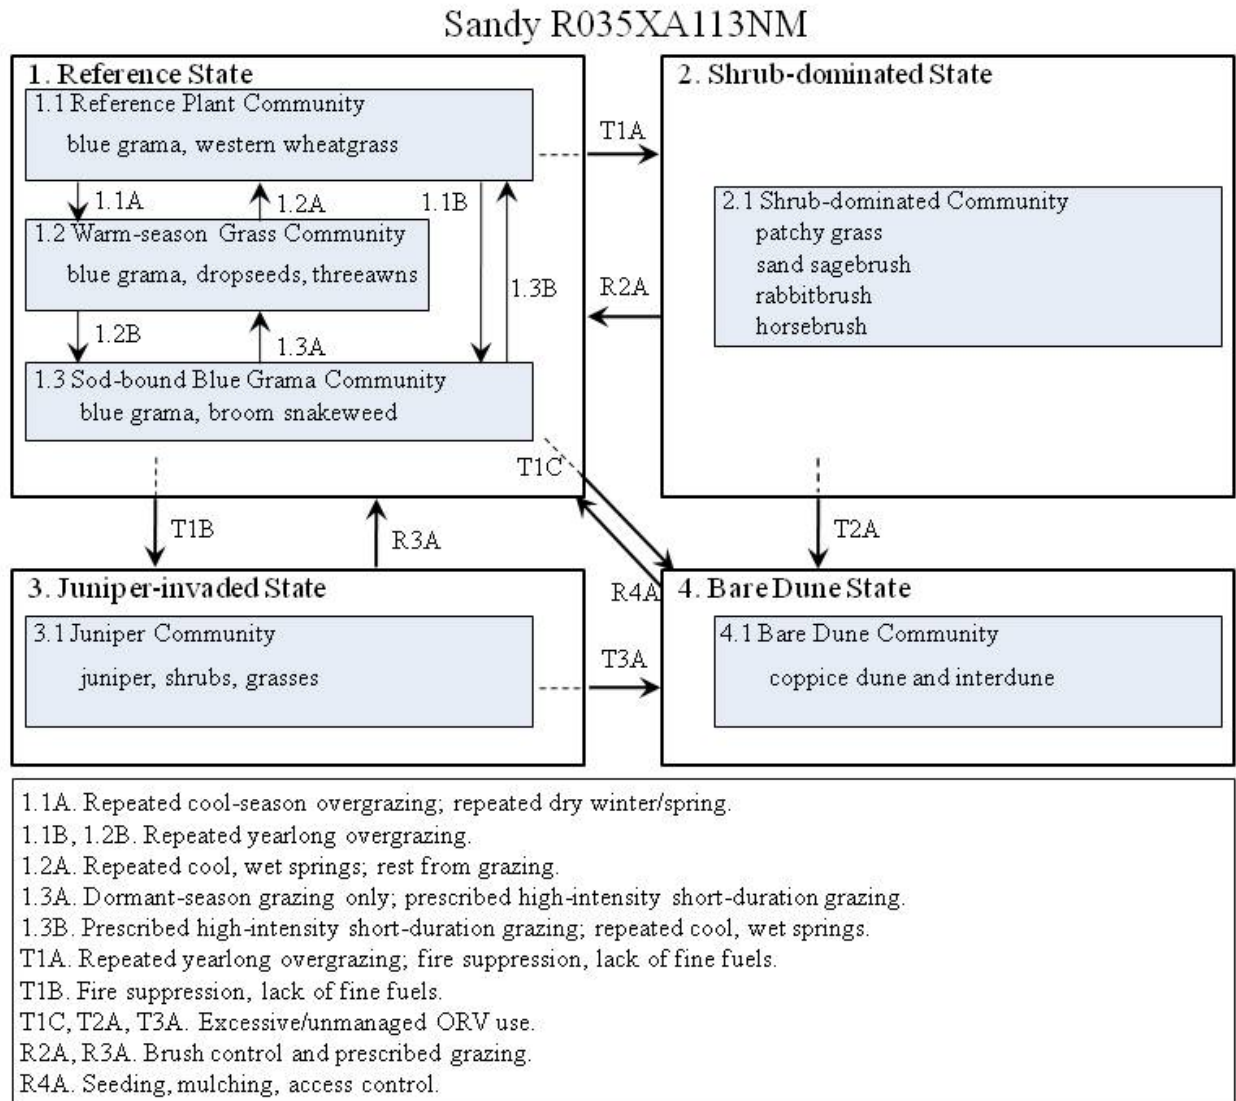 Sandy R035XA113NM
1. Reference State
1.1 Reference Plant Community
blue grama, western wheatgrass
1.1A
1.2A
1.1B
1.2 Warm-season Grass Community
blue grama, dropseeds, threeawns
1.3B
1.2B
1.3A
1.3 Sod-bound Blue Grama Community
blue grama, broom snakeweed
T1A
R2A
2. Shrub-dominated State
2.1 Shrub-dominated Community
patchy grass
sand sagebrush
rabbitbrush
horsebrush
T1C
T1B
R3A
R4A
T2A
3. Juniper-invaded State
3.1 Juniper Community
juniper, shrubs, grasses
T3A
4. Bare Dune State
4.1 Bare Dune Community
coppice dune and interdune
1.1A. Repeated cool-season overgrazing; repeated dry winter/spring.
1.1B, 1.2B. Repeated yearlong overgrazing.
1.2A. Repeated cool, wet springs; rest from grazing.
1.3A. Dormant-season grazing only; prescribed high-intensity short-duration grazing.
1.3B. Prescribed high-intensity short-duration grazing; repeated cool, wet springs.
T1A. Repeated yearlong overgrazing; fire suppression, lack of fine fuels.
T1B. Fire suppression, lack of fine fuels.
T1C, T2A, T3A. Excessive/unmanaged ORV use.
R2A, R3A. Brush control and prescribed grazing.
R4A. Seeding, mulching, access control.